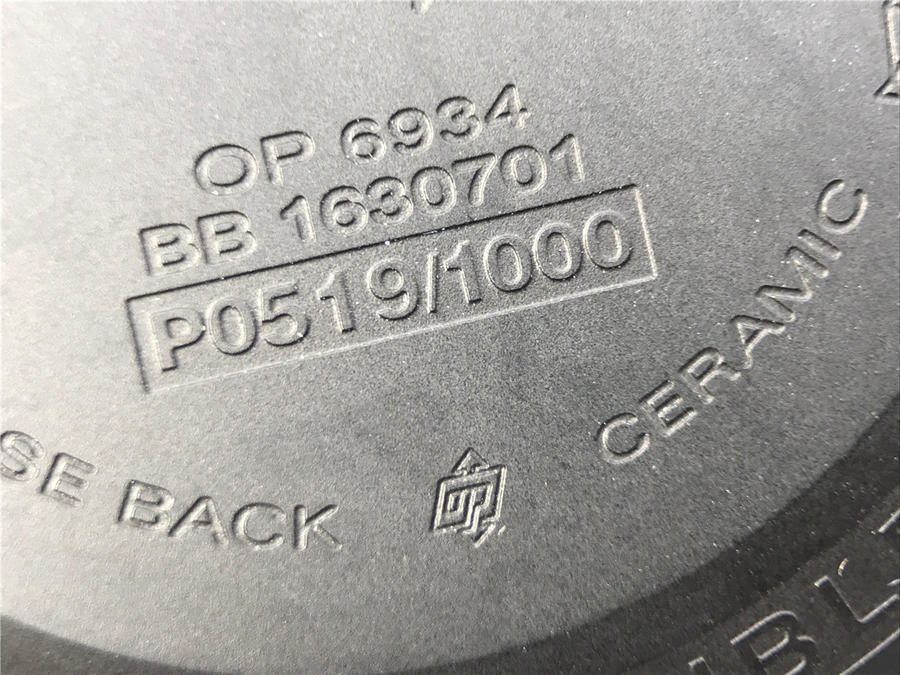 OP 6934
BB 1630701
P0519/1000
SE BACK
CERAMIC